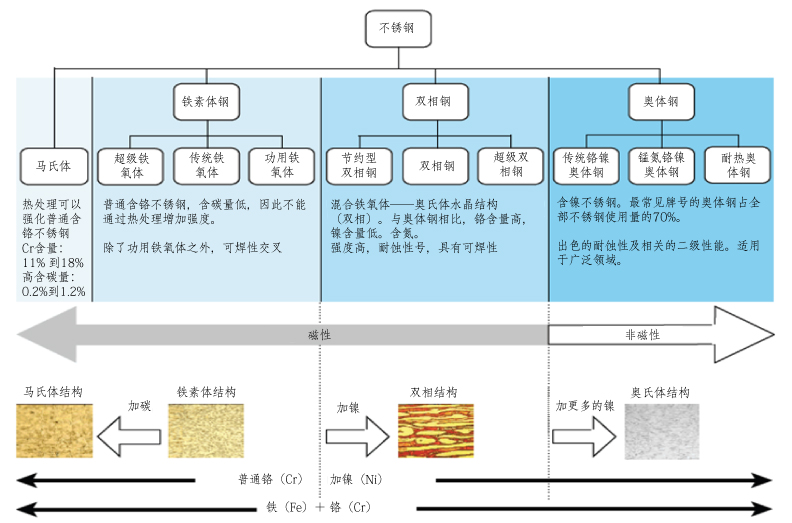 不锈钢
铁素体钢
双相钢
奥体钢
马氏体
超级铁
氧体
传统铁
氧体
功用铁
氧体
节约型
双相钢
双相钢
超级双
相钢
传统铬镍
奥体钢
锰氮铬镍
奥体钢
耐热奥
体钢
热处理可以
强化普通含
铬不锈钢
Cr含量：
11% 到18%
高含碳量：
0.2%到1.2%
普通含铬不锈钢，含碳量低，因此不能
通过热处理增加强度。
除了功用铁氧体之外，可焊性交叉
混合铁氧体——奥氏体水晶结构
（双相）。与奥体钢相比，铬含量高，
镍含量低。含氮。
强度高，耐蚀性号，具有可焊性
含镍不锈钢。最常见牌号的奥体钢占全
部不锈钢使用量的70%。
出色的耐蚀性及相关的二级性能。适用
于广泛领域。
磁性
非磁性
马氏体结构
铁素体结构
双相结构
奥氏体结构
加碳
加镍
加更多的镍
普通铬（Cr）
加镍（Ni）
铁（Fe）＋铬（Cr）